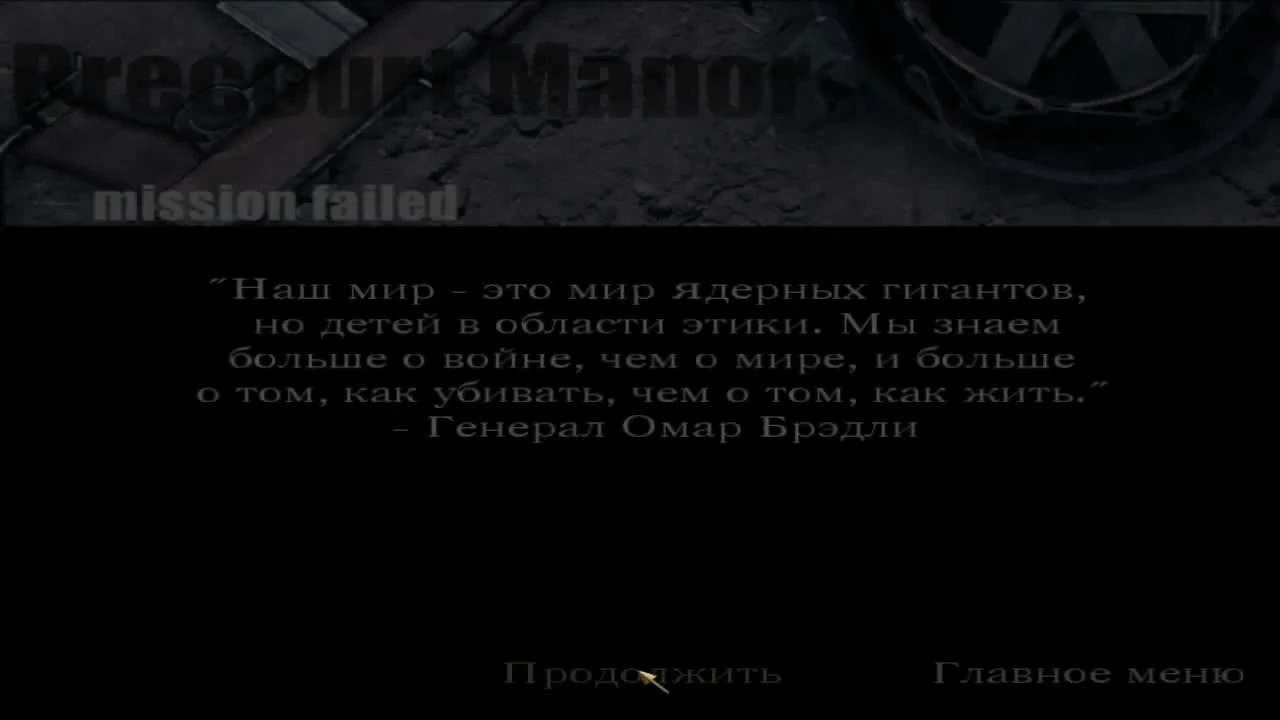 Precourt Manor
mission failed
"Наш мир - это мир ядерных гигантов,
но детей в области этики. Мы знаем
больше о войне, чем о мире, и больше
о том, как убивать, чем о том, как жить."
- Генерал Омар Брэдли
Продолжить
Главное меню